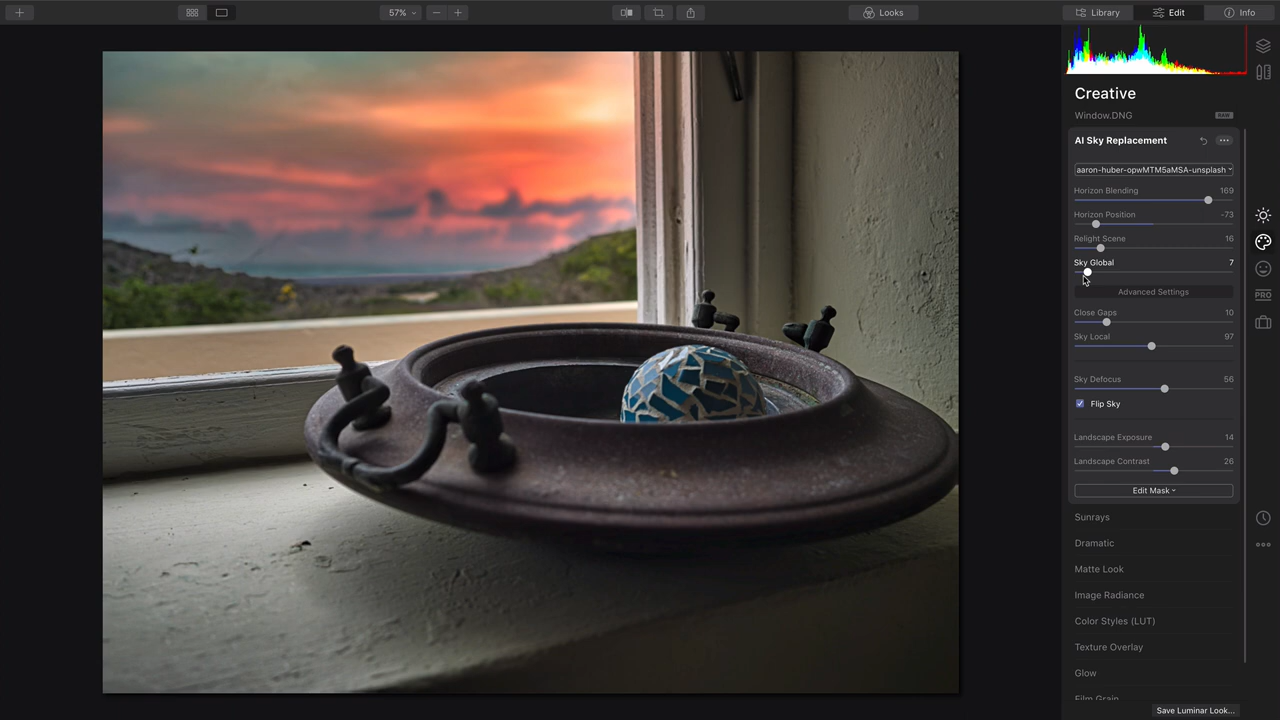 57%
Looks
Library
Edit
Info
Creative
Window.DNG
RAW
AI Sky Replacement
aaron-huber-opwMTM5aMSA-unsplash
Horizon Blending 169
Horizon Position -73
Relight Scene 16
Sky Global 7
Advanced Settings
Close Gaps 10
Sky Local 97
Sky Defocus 56
Flip Sky
Landscape Exposure 14
Landscape Contrast 26
Edit Mask
PRO
Sunrays
Dramatic
Matte Look
Image Radiance
Color Styles (LUT)
Texture Overlay
Glow
Film Grain
Save Luminar Look...